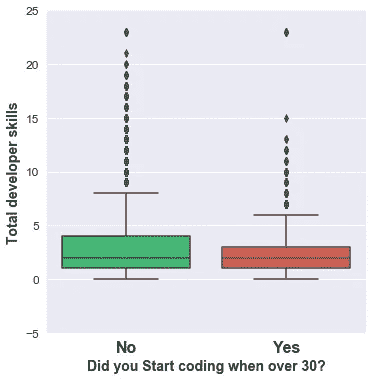 25
20
15
10
5
0
−5
Total developer skills
No Yes
Did you Start coding when over 30?